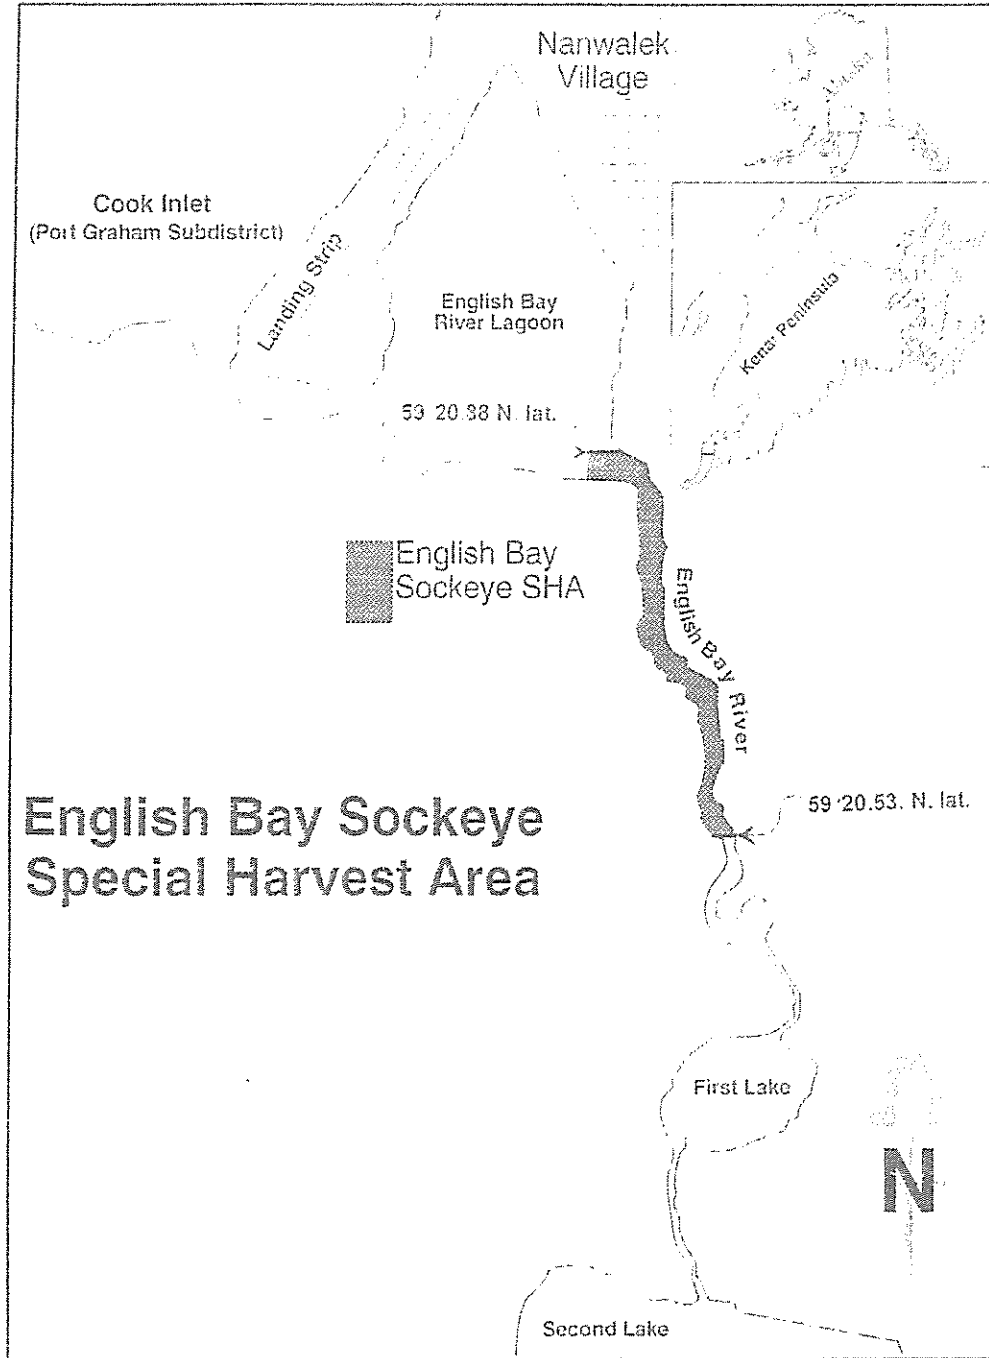 Nanwalek
Village
Alaska
Cook Inlet
(Port Graham Subdistrict)
Landing Strip
English Bay
River Lagoon
Kenai Peninsula
59 20.88 N. lat.
English Bay
Sockeye SHA
English Bay River
59 20.53. N. lat.
English Bay Sockeye
Special Harvest Area
First Lake
N
Second Lake